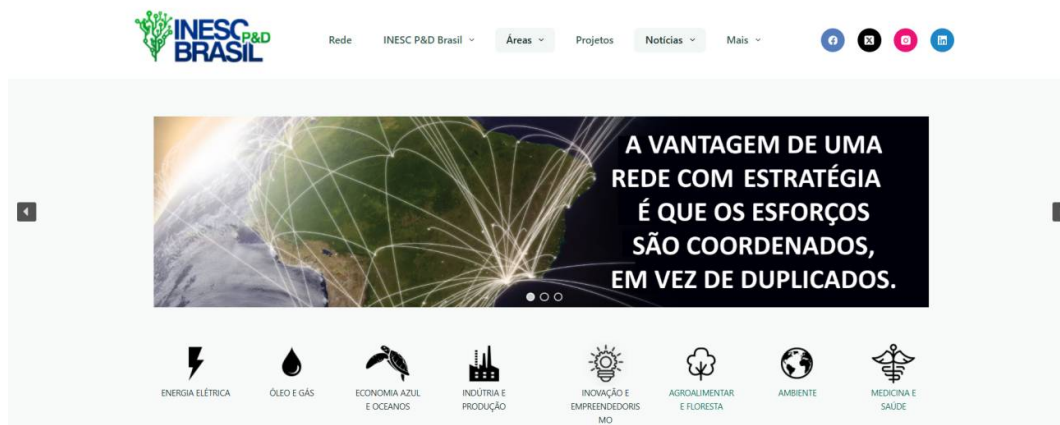 INESC P&D
BRASIL
Rede INESC P&D Brasil Áreas Projetos Notícias Mais
A VANTAGEM DE UMA
REDE COM ESTRATÉGIA
É QUE OS ESFORÇOS
SÃO COORDENADOS,
EM VEZ DE DUPLICADOS.
ENERGIA ELÉTRICA
ÓLEO E GÁS
ECONOMIA AZUL
E OCEANOS
INDÚTRIA E
PRODUÇÃO
INOVAÇÃO E
EMPREENDEDORIS
MO
AGROALIMENTAR
E FLORESTA
AMBIENTE
MEDICINA E
SAÚDE